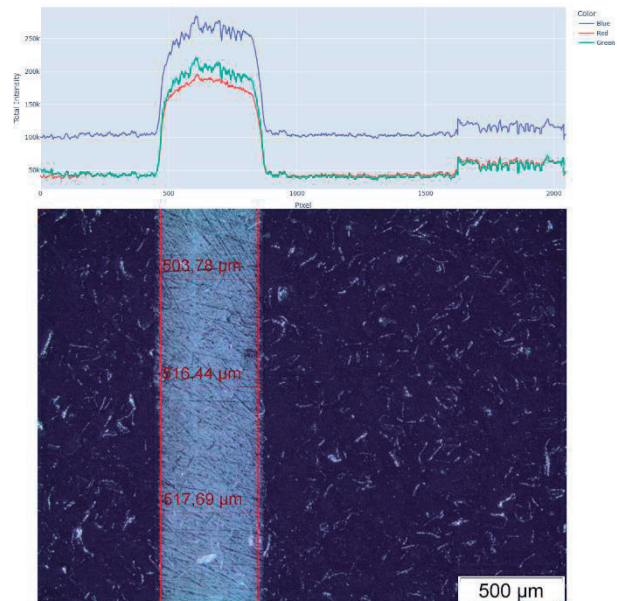 Color
Blue
Red
Green
Total Intensity
250k
200k
150k
100k
50k
0
500
1000
1500
2000
Pixel
503,78 µm
516,44 µm
517,69 µm
500 µm